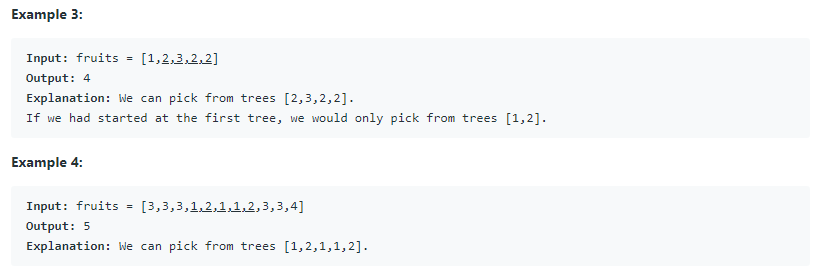 Example 3:
Input: fruits = [1,2,3,2,2]
Output: 4
Explanation: We can pick from trees [2,3,2,2].
If we had started at the first tree, we would only pick from trees [1,2].
Example 4:
Input: fruits = [3,3,3,1,2,1,1,2,3,3,4]
Output: 5
Explanation: We can pick from trees [1,2,1,1,2].